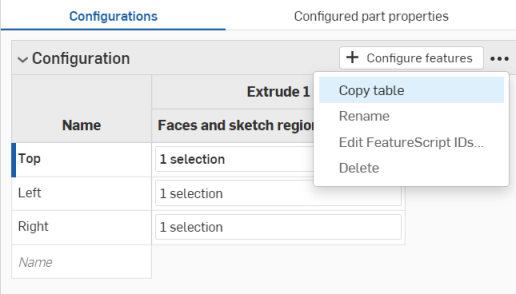 Configurations
Configured part properties
Configuration
Configure features
Extrude 1
Copy table
Rename
Edit FeatureScript IDs...
Delete
Name
Faces and sketch region
Top
1 selection
Left
1 selection
Right
1 selection
Name